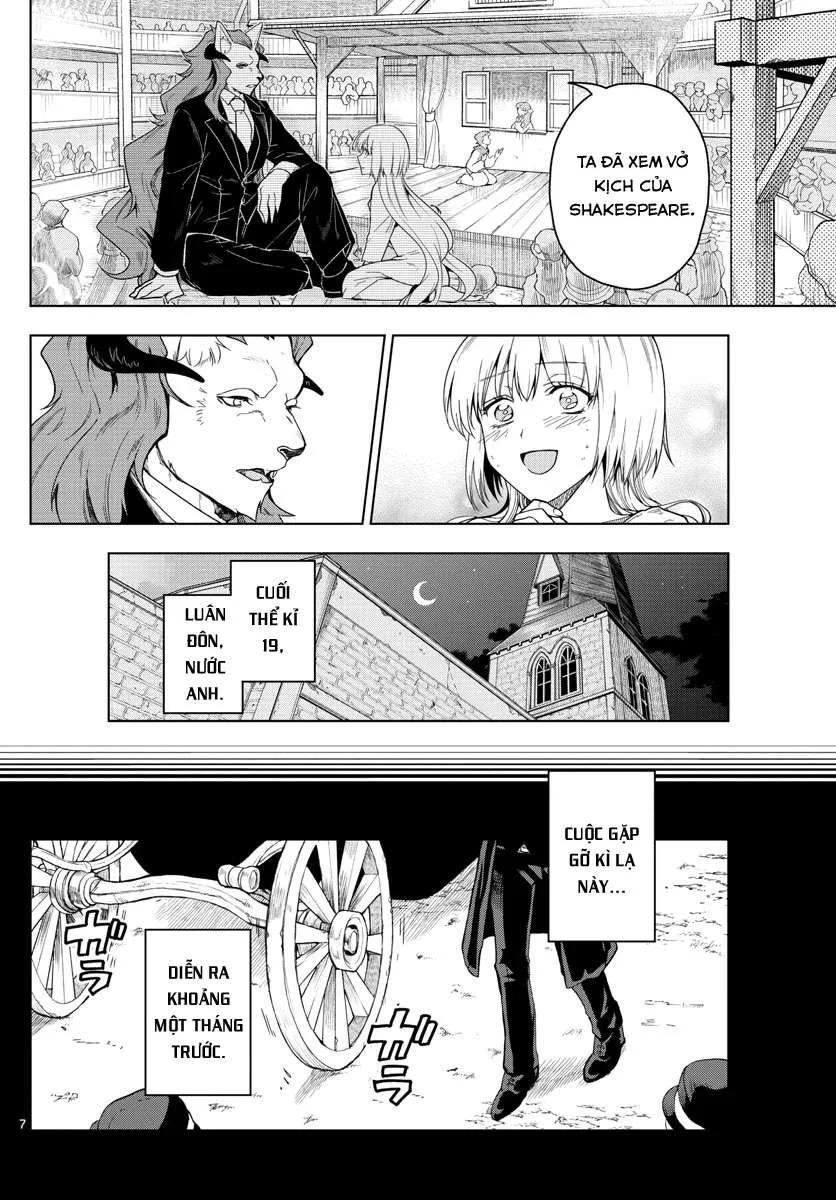 TA ĐÃ XEM VỞ
KỊCH CỦA
SHAKESPEARE.
CUỐI
THẾ KỈ
19,
LUÂN
ĐÔN,
NƯỚC
ANH.
CUỘC GẶP
GỠ KÌ LẠ
NÀY...
ガラ
DIỄN RA
KHOẢNG
MỘT THÁNG
TRƯỚC.
ガラ
7